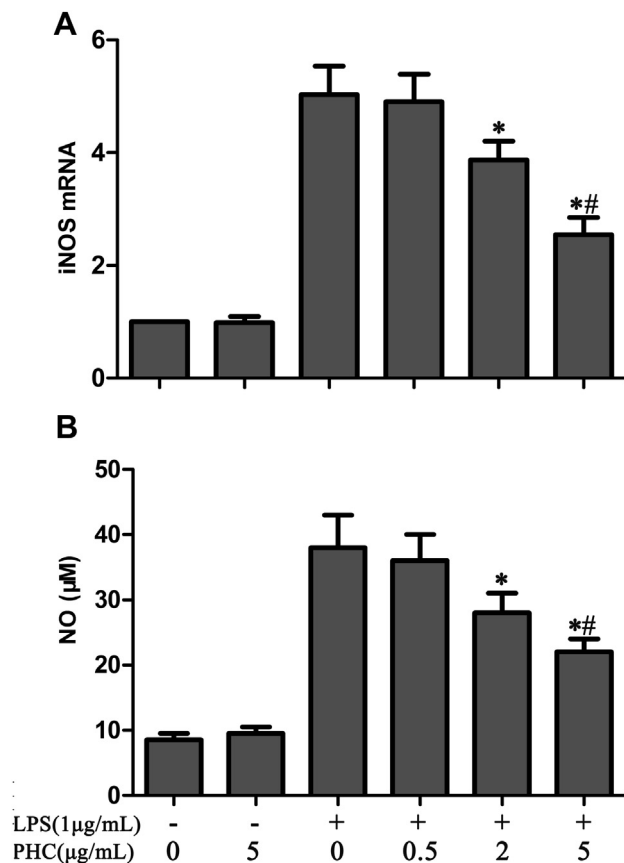 A
6
4
2
0
iNOS mRNA
*
*#
B
50
40
30
20
10
0
NO (µM)
*
*#
LPS(1µg/mL) - - + + + +
PHC(µg/mL) 0 5 0 0.5 2 5